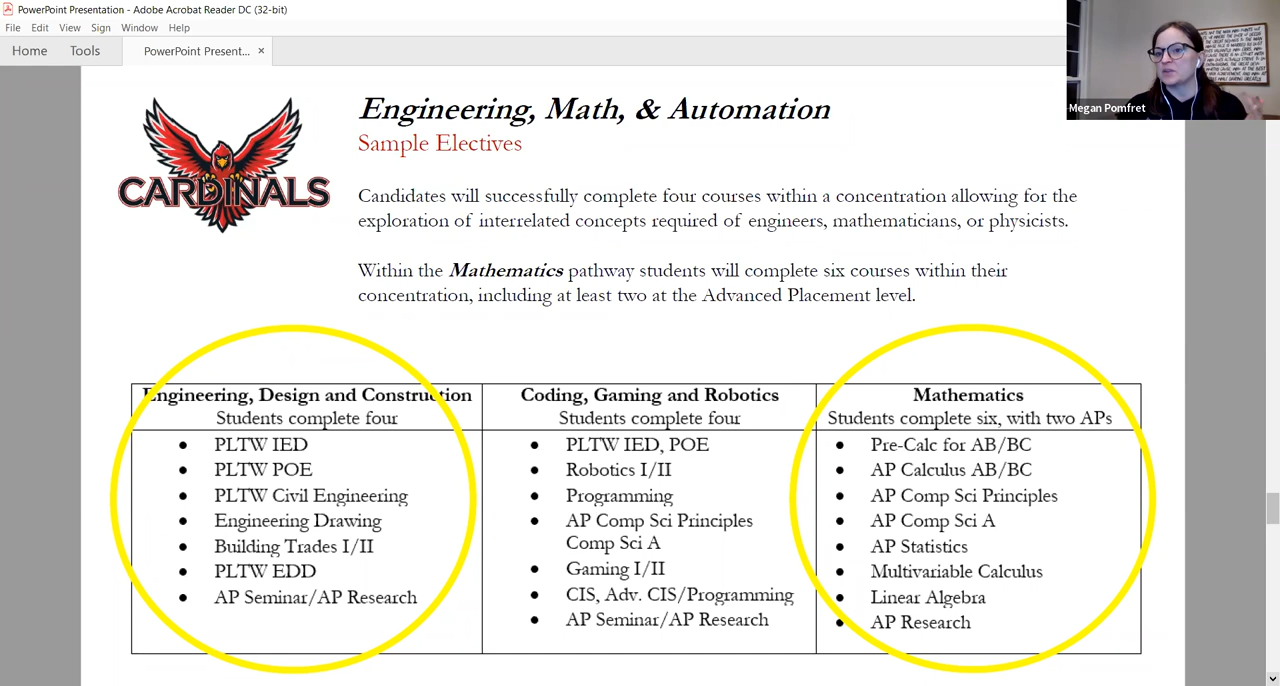 PowerPoint Presentation - Adobe Acrobat Reader DC (32-bit)
File Edit View Sign Window Help
Home Tools PowerPoint Present... ×
Megan Pomfret
CARDINALS
Engineering, Math, & Automation
Sample Electives
Candidates will successfully complete four courses within a concentration allowing for the
exploration of interrelated concepts required of engineers, mathematicians, or physicists.
Within the Mathematics pathway students will complete six courses within their
concentration, including at least two at the Advanced Placement level.
Engineering, Design and Construction
Students complete four
• PLTW IED
• PLTW POE
• PLTW Civil Engineering
• Engineering Drawing
• Building Trades I/II
• PLTW EDD
• AP Seminar/AP Research
Coding, Gaming and Robotics
Students complete four
• PLTW IED, POE
• Robotics I/II
• Programming
• AP Comp Sci Principles
Comp Sci A
• Gaming I/II
• CIS, Adv. CIS/Programming
• AP Seminar/AP Research
Mathematics
Students complete six, with two APs
• Pre-Calc for AB/BC
• AP Calculus AB/BC
• AP Comp Sci Principles
• AP Comp Sci A
• AP Statistics
• Multivariable Calculus
• Linear Algebra
• AP Research